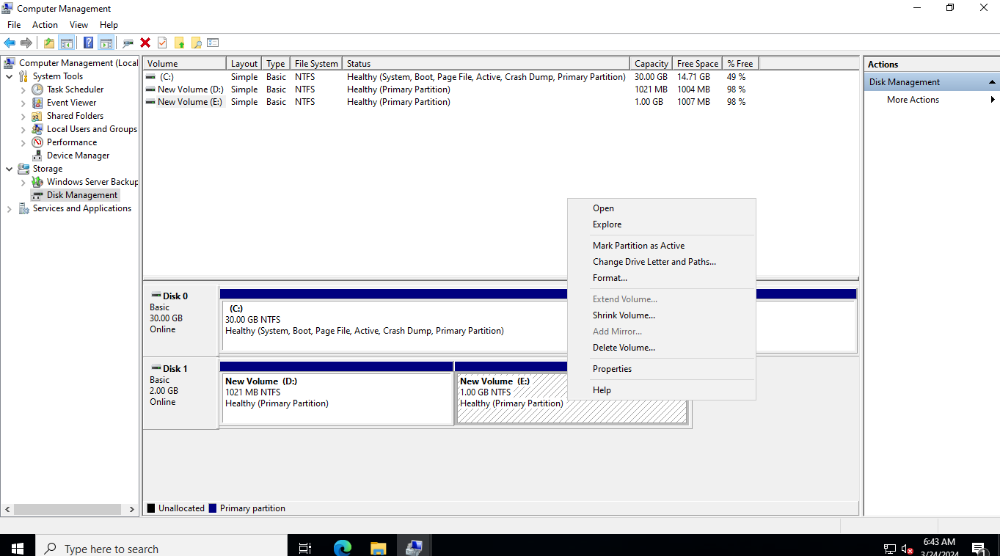 Computer Management
File Action View Help
Computer Management (Local
System Tools
Task Scheduler
Event Viewer
Shared Folders
Local Users and Groups
Performance
Device Manager
Storage
Windows Server Backup
Disk Management
Services and Applications
Volume Layout Type File System Status Capacity Free Space % Free
(C:) Simple Basic NTFS Healthy (System, Boot, Page File, Active, Crash Dump, Primary Partition) 30.00 GB 14.71 GB 49 %
New Volume (D:) Simple Basic NTFS Healthy (Primary Partition) 1021 MB 1004 MB 98 %
New Volume (E:) Simple Basic NTFS Healthy (Primary Partition) 1.00 GB 1007 MB 98 %
Open
Explore
Mark Partition as Active
Change Drive Letter and Paths...
Format...
Extend Volume...
Shrink Volume...
Add Mirror...
Delete Volume...
Properties
Help
Disk 0
Basic
30.00 GB
Online
(C:)
30.00 GB NTFS
Healthy (System, Boot, Page File, Active, Crash Dump, Primary Partition)
Disk 1
Basic
2.00 GB
Online
New Volume (D:)
1021 MB NTFS
Healthy (Primary Partition)
New Volume (E:)
1.00 GB NTFS
Healthy (Primary Partition)
Unallocated Primary partition
Actions
Disk Management
More Actions
Type here to search
6:43 AM
3/24/2024
1